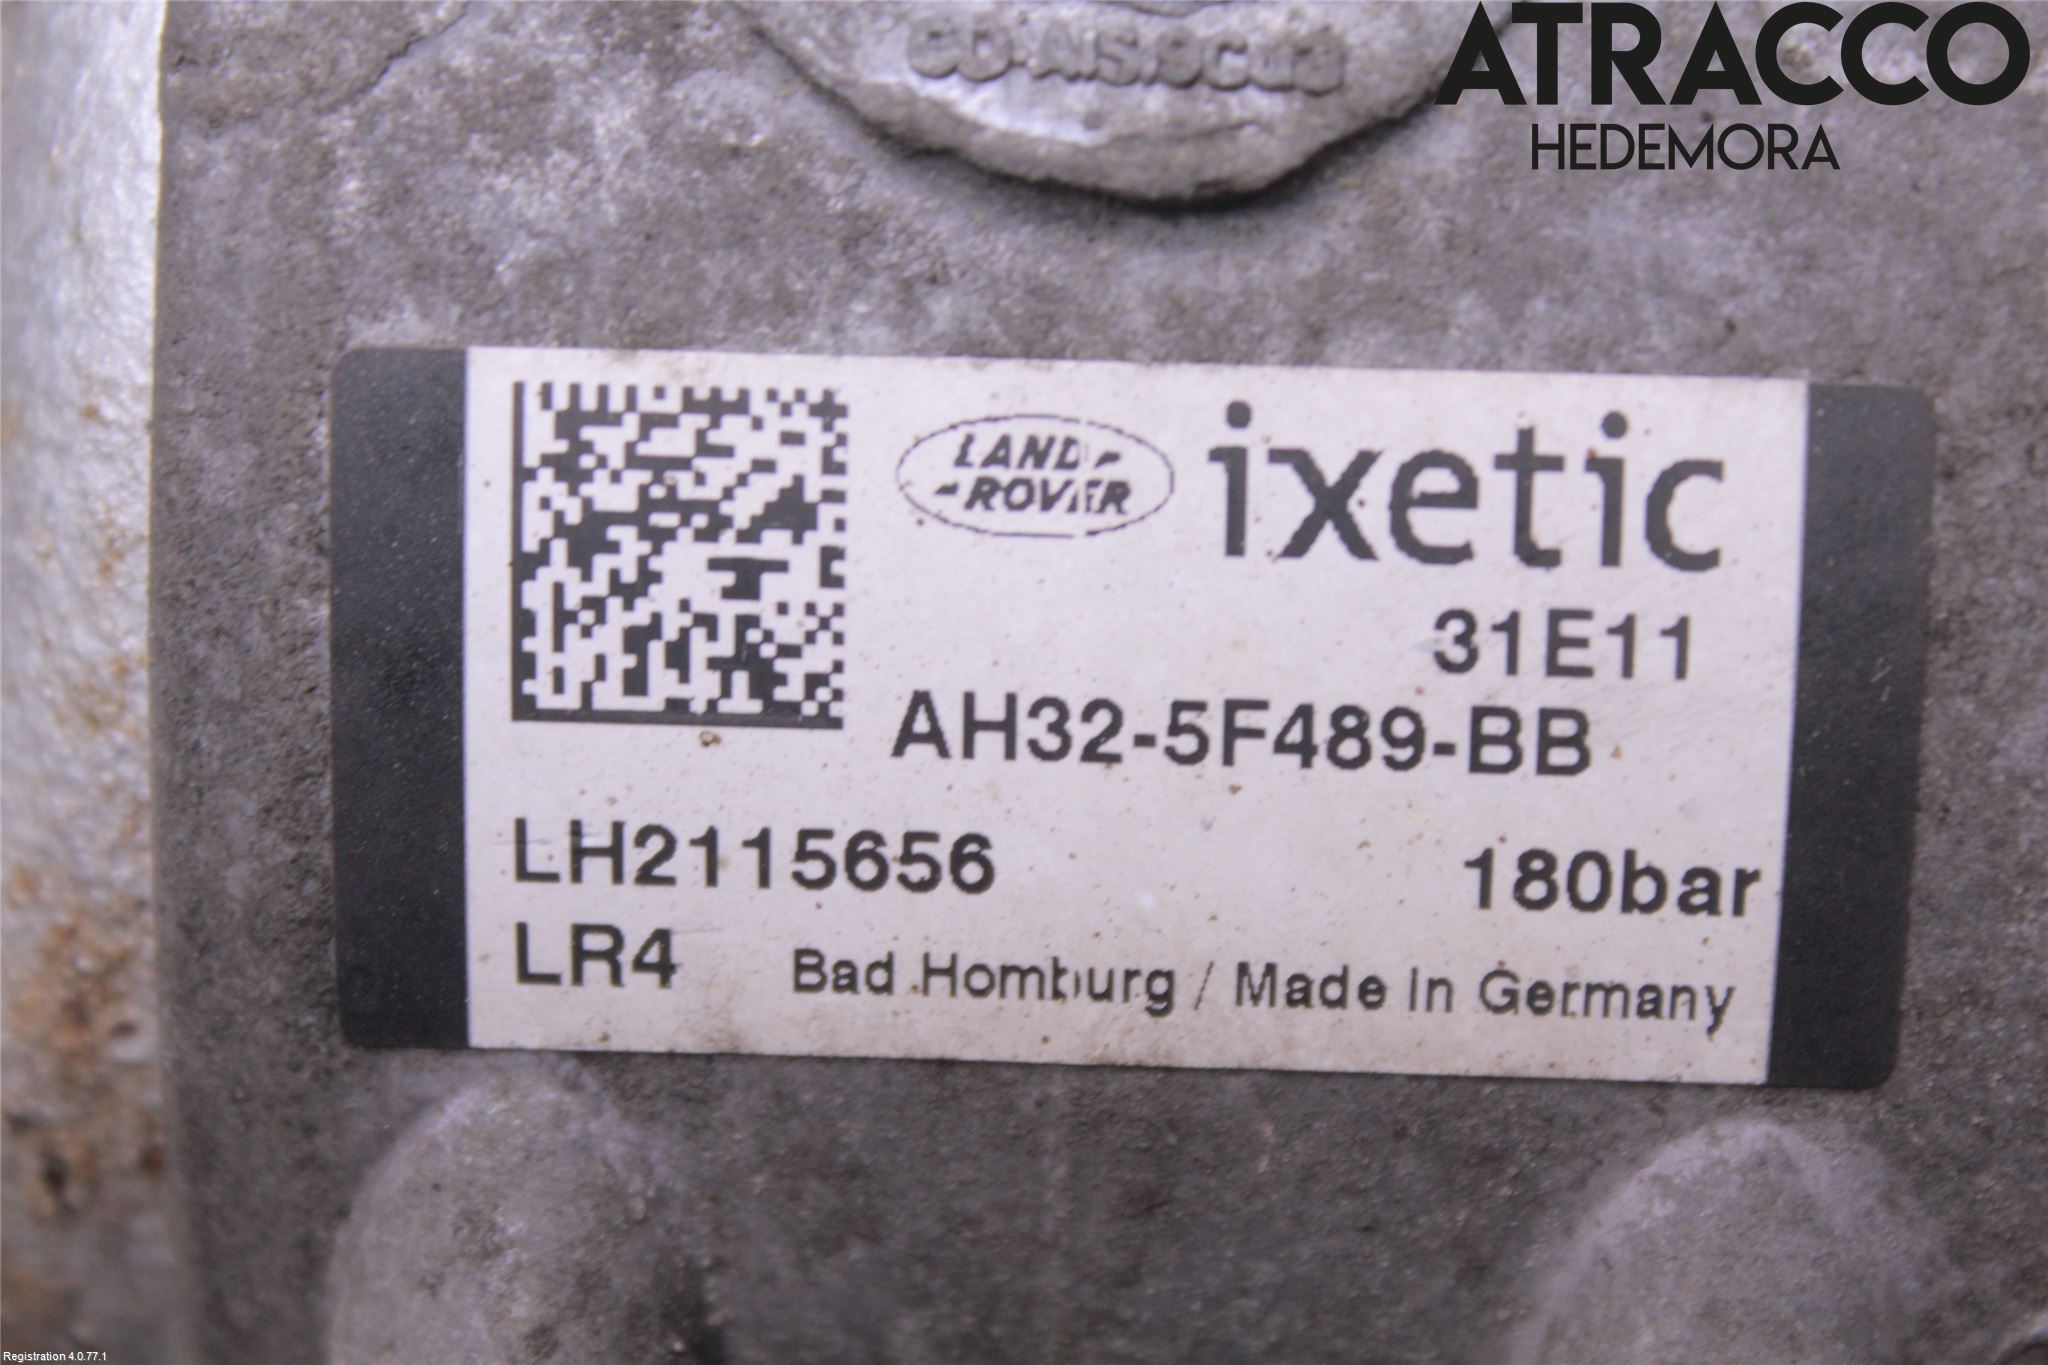 ATRACCO
HEDEMORA
LAND-
-ROVER
ixetic
31E11
AH32-5F489-BB
LH2115656
180bar
LR4
Bad Homburg / Made in Germany
Registration 4.0.77.1